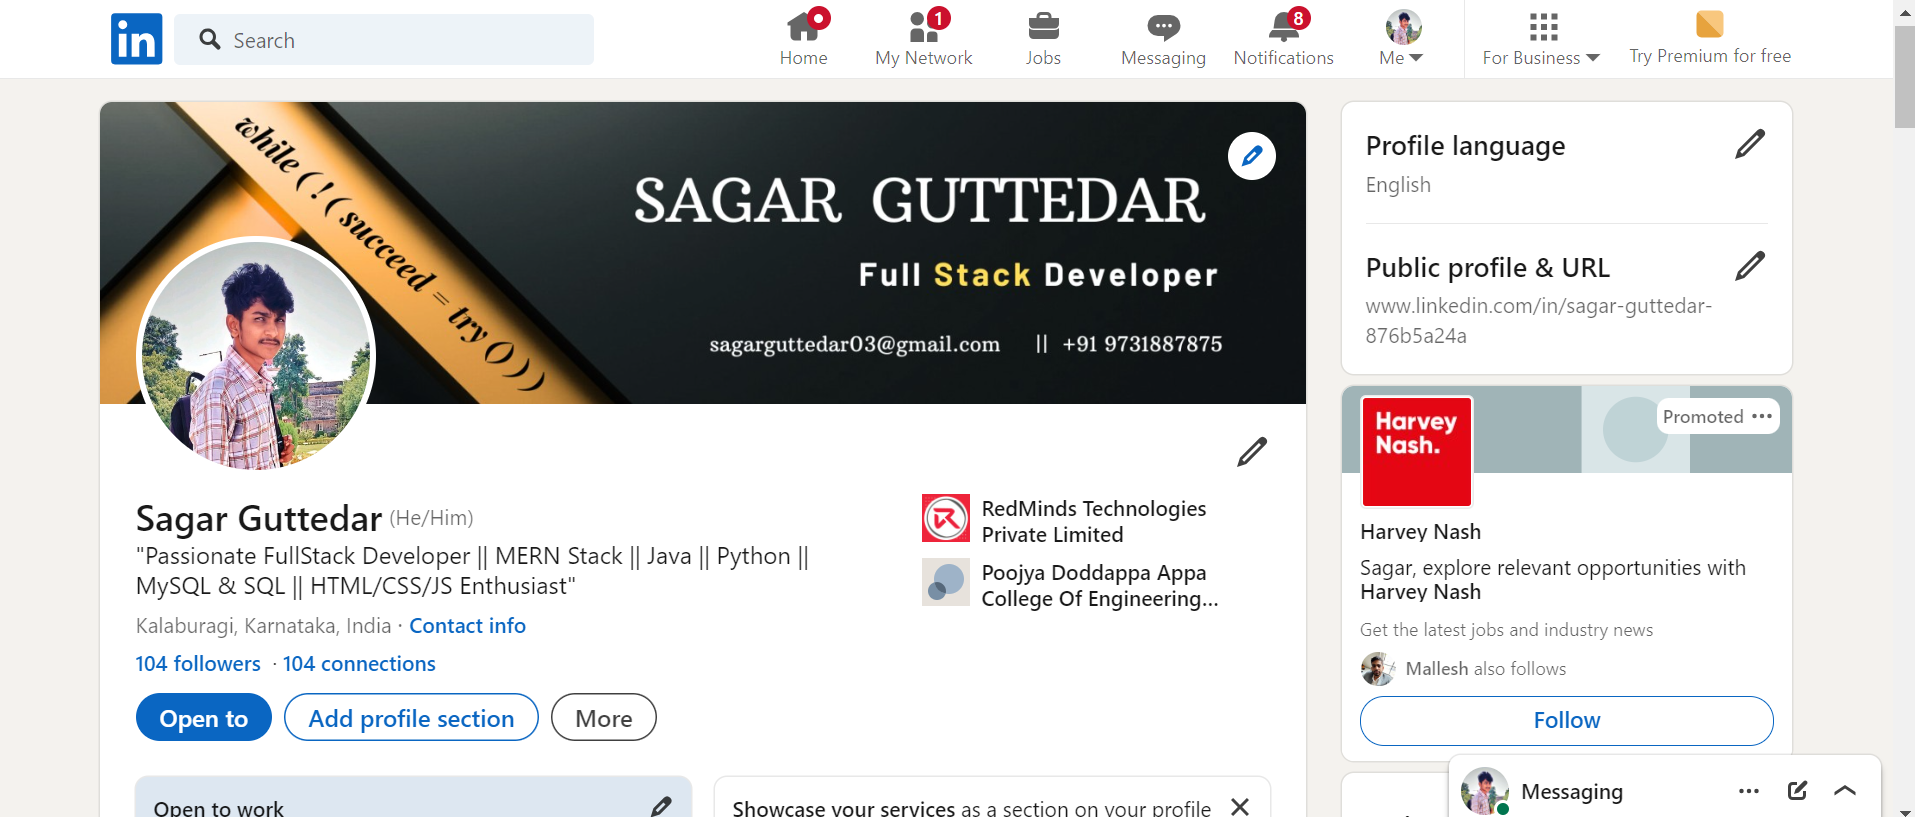 in
Search
Home
1
My Network
Jobs
Messaging
8
Notifications
Me
For Business
Try Premium for free
while (!( succeed = try ()))
SAGAR GUTTEDAR
Full Stack Developer
sagarguttedar03@gmail.com || +91 9731887875
Sagar Guttedar (He/Him)
"Passionate FullStack Developer || MERN Stack || Java || Python ||
MySQL & SQL || HTML/CSS/JS Enthusiast"
Kalaburagi, Karnataka, India · Contact info
104 followers · 104 connections
Open to
Add profile section
More
RedMinds Technologies
Private Limited
Poojya Doddappa Appa
College Of Engineering...
Open to work
Showcase your services as a section on your profile
Profile language
English
Public profile & URL
www.linkedin.com/in/sagar-guttedar-
876b5a24a
Promoted
Harvey
Nash.
Harvey Nash
Sagar, explore relevant opportunities with
Harvey Nash
Get the latest jobs and industry news
Mallesh also follows
Follow
Messaging